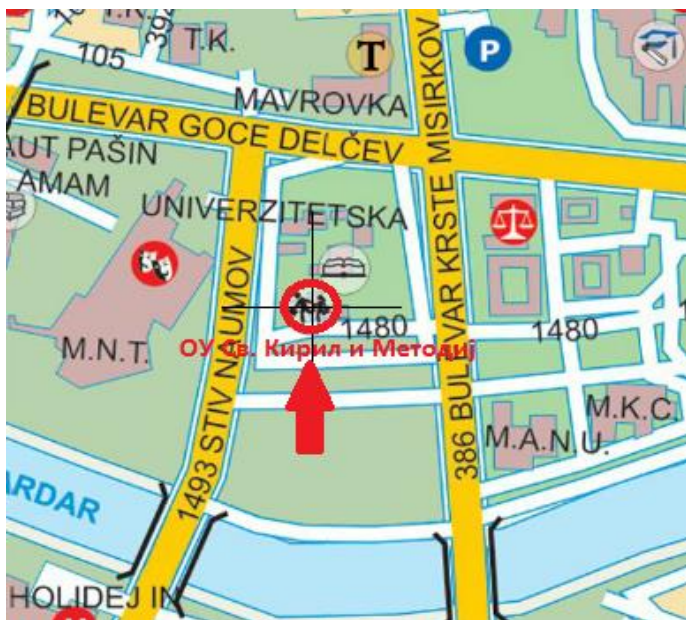 T.K.
T
P
105
MAVROVKA
BULEVAR GOCE DELČEV
AUT PAŠIN
AMAM
UNIVERZITETSKA
386 BULEVAR KRSTE MISIRKOV
1493 STIV NAUMOV
1480
1480
M.N.T.
ОУ Св. Кирил и Методиј
M.K.C.
M.A.N.U.
ARDAR
HOLIDEJ IN